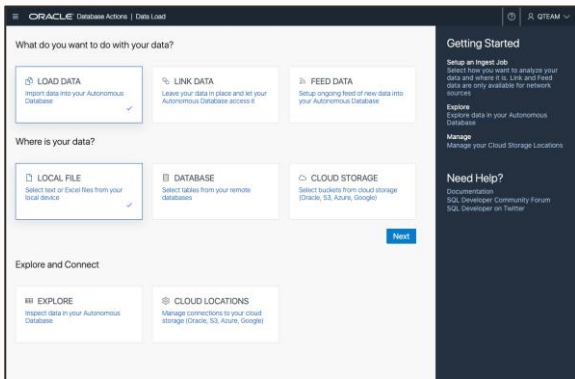 ORACLE Database Actions | Data Load
QTEAM
What do you want to do with your data?
LOAD DATA
Import data into your Autonomous
Database
LINK DATA
Leave your data in place and let your
Autonomous Database access it
FEED DATA
Setup ongoing feed of new data into
your Autonomous Database
Where is your data?
LOCAL FILE
Select text or Excel files from your
local device
DATABASE
Select tables from your remote
databases
CLOUD STORAGE
Select buckets from cloud storage
(Oracle, S3, Azure, Google)
Next
Explore and Connect
EXPLORE
Inspect data in your Autonomous
Database
CLOUD LOCATIONS
Manage connections to your cloud
storage (Oracle, S3, Azure, Google)
Getting Started
Setup an Ingest Job
Select how you want to analyze your
data and where it is. Link and Feed
data are only available for network
sources
Explore
Explore data in your Autonomous
Database
Manage
Manage your Cloud Storage Locations
Need Help?
Documentation
SQL Developer Community Forum
SQL Developer on Twitter